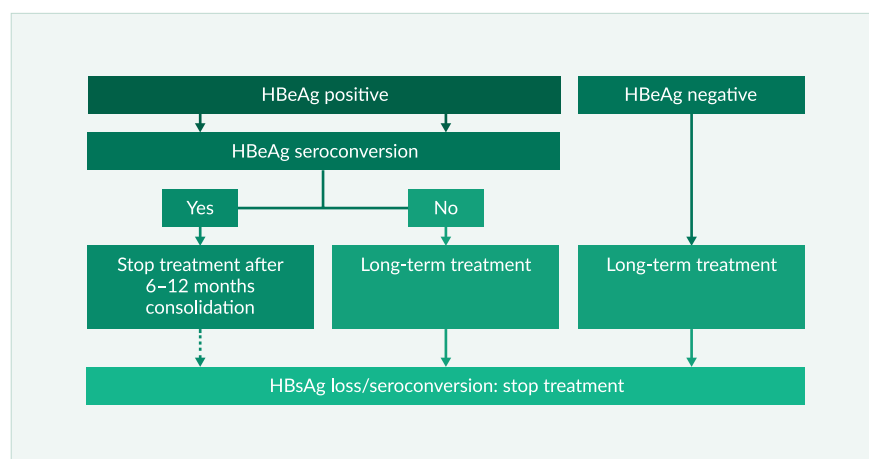 HBeAg positive
HBeAg negative
HBeAg seroconversion
Yes
No
Stop treatment after
6–12 months
consolidation
Long-term treatment
Long-term treatment
HBsAg loss/seroconversion: stop treatment